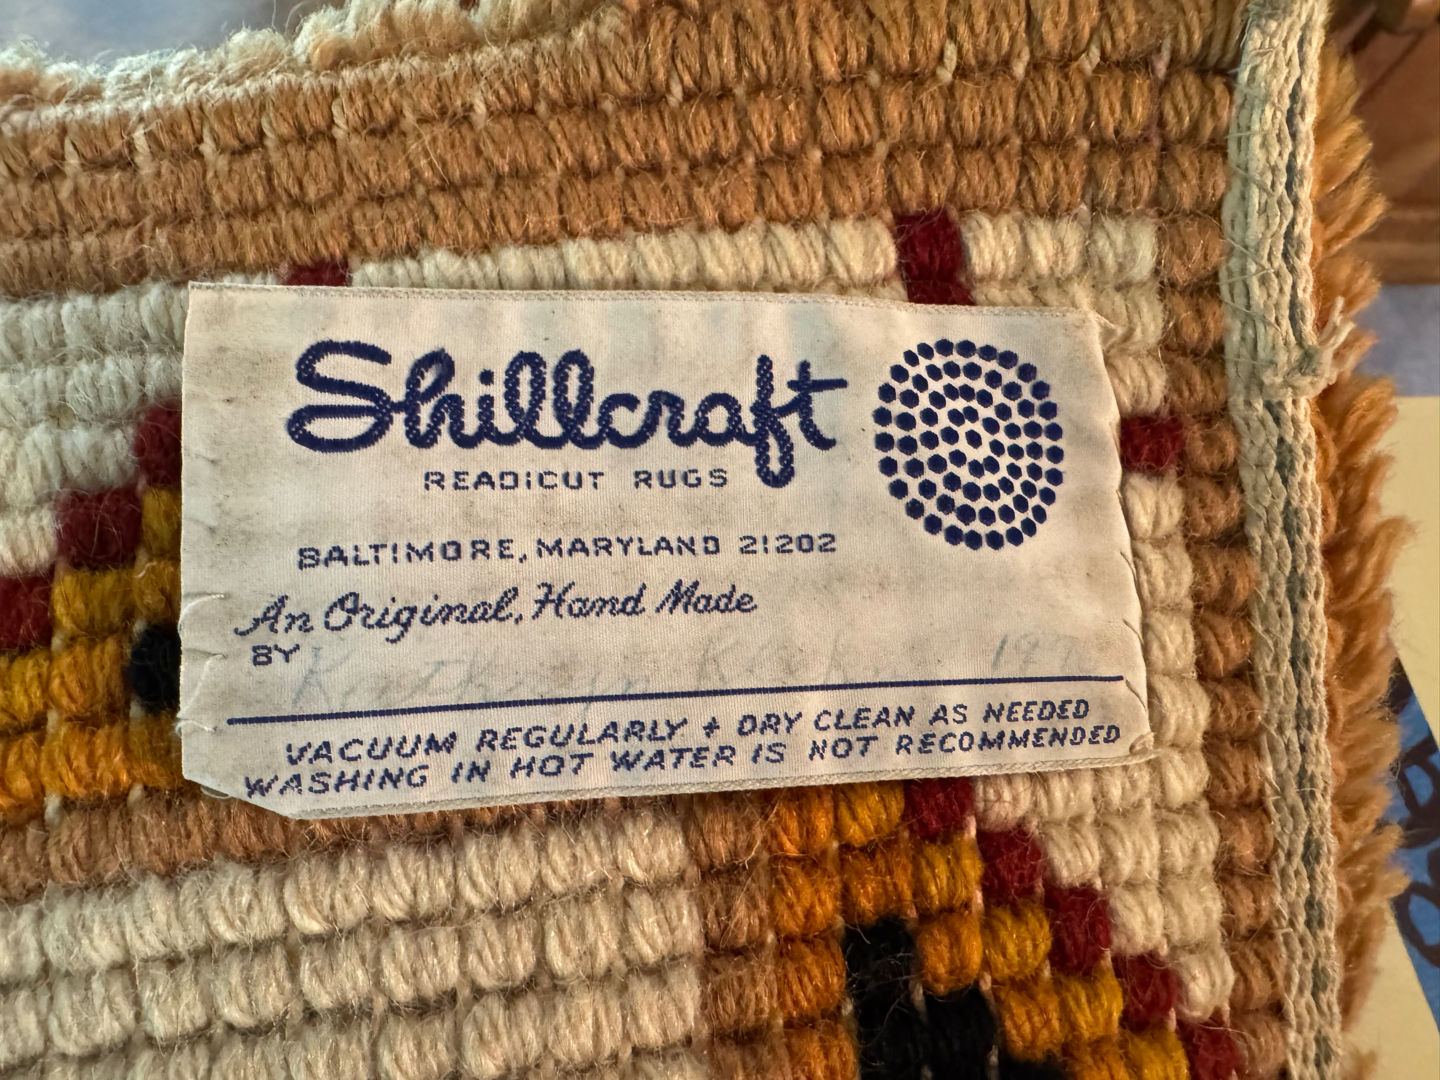 Shillcraft
READICUT RUGS
BALTIMORE, MARYLAND 21202
An Original, Hand Made
BY
VACUUM REGULARLY + DRY CLEAN AS NEEDED
WASHING IN HOT WATER IS NOT RECOMMENDED